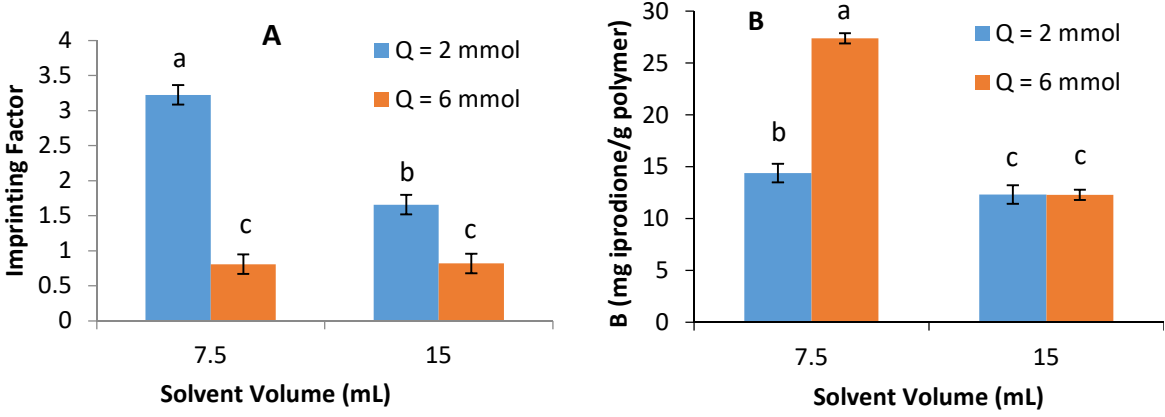 A
Q = 2 mmol
Q = 6 mmol
Imprinting Factor
4
3.5
3
2.5
2
1.5
1
0.5
0
a
c
b
c
7.5
15
Solvent Volume (mL)
B
Q = 2 mmol
Q = 6 mmol
B (mg iprodione/g polymer)
30
25
20
15
10
5
0
b
a
c
c
7.5
15
Solvent Volume (mL)